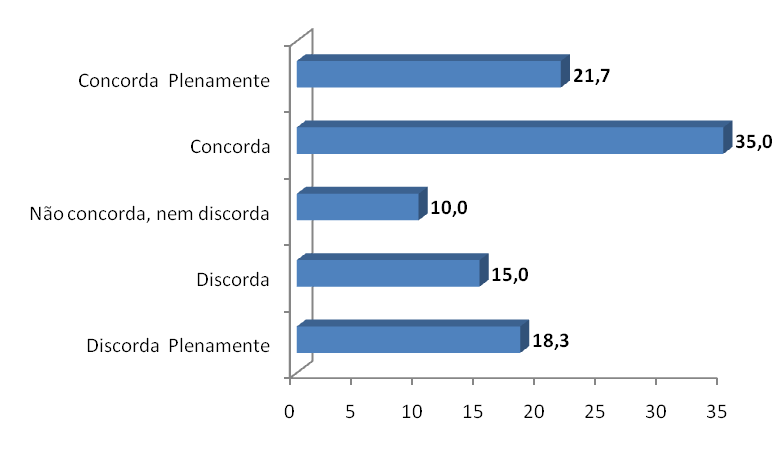 Concorda Plenamente 21,7
Concorda 35,0
Não concorda, nem discorda 10,0
Discorda 15,0
Discorda Plenamente 18,3
0 5 10 15 20 25 30 35